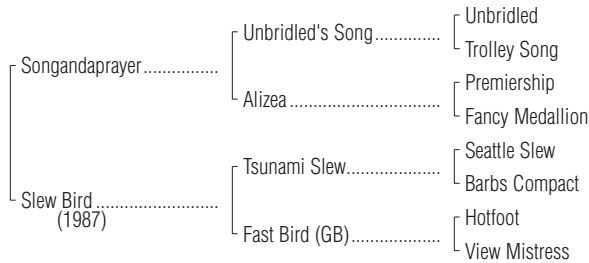 Unbridled
Unbridled's Song..............
Trolley Song
Songandaprayer................
Premiership
Alizea................................
Fancy Medallion
Seattle Slew
Tsunami Slew....................
Barbs Compact
Slew Bird..........................
(1987)
Hotfoot
Fast Bird (GB)...................
View Mistress